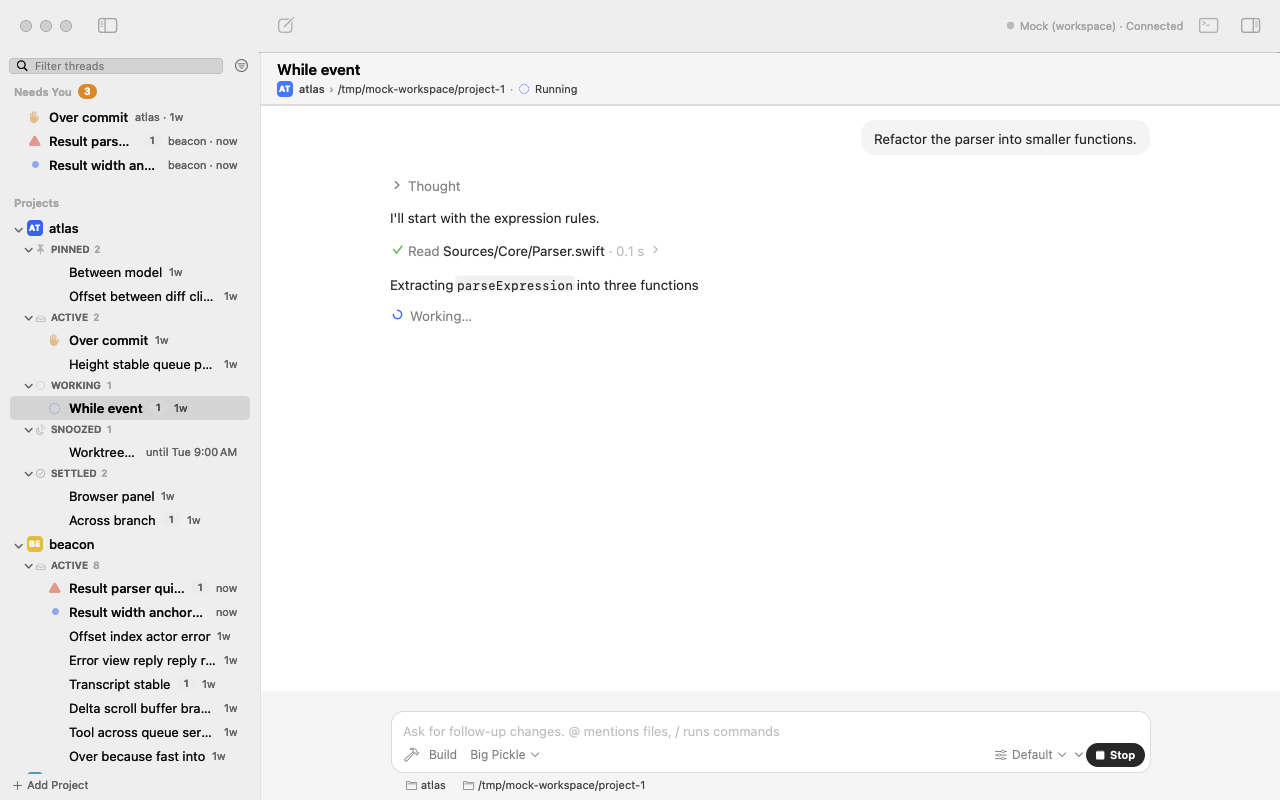 Mock (workspace) · Connected
Filter threads
Needs You 3
Over commit atlas · 1w
Result pars... 1 beacon · now
Result width an... beacon · now
Projects
AT atlas
PINNED 2
Between model 1w
Offset between diff cli... 1w
ACTIVE 2
Over commit 1w
Height stable queue p... 1w
WORKING 1
While event 1 1w
SNOOZED 1
Worktree... until Tue 9:00 AM
SETTLED 2
Browser panel 1w
Across branch 1 1w
BE beacon
ACTIVE 8
Result parser qui... 1 now
Result width anchor... now
Offset index actor error 1w
Error view reply reply r... 1w
Transcript stable 1 1w
Delta scroll buffer bra... 1w
Tool across queue ser... 1w
Over because fast into 1w
+ Add Project
While event
AT atlas › /tmp/mock-workspace/project-1 · Running
Refactor the parser into smaller functions.
Thought
I'll start with the expression rules.
Read Sources/Core/Parser.swift · 0.1 s
Extracting parseExpression into three functions
Working...
Ask for follow-up changes. @ mentions files, / runs commands
Build Big Pickle Default Stop
atlas /tmp/mock-workspace/project-1